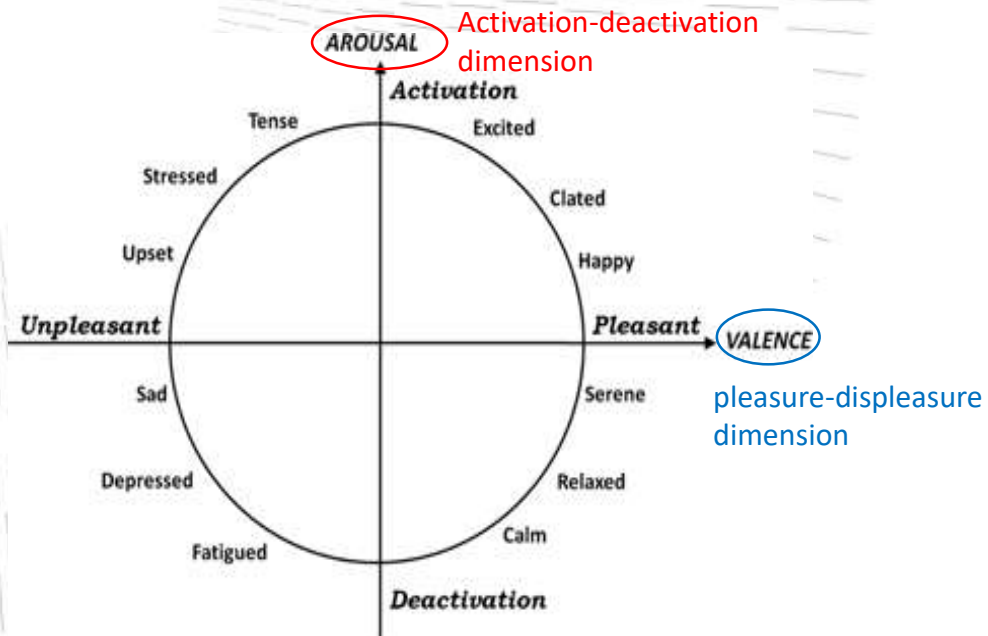 AROUSAL
Activation-deactivation
dimension
Activation
Tense
Excited
Stressed
Clated
Upset
Happy
Unpleasant
Pleasant
VALENCE
Sad
Serene
pleasure-displeasure
dimension
Depressed
Relaxed
Calm
Fatigued
Deactivation